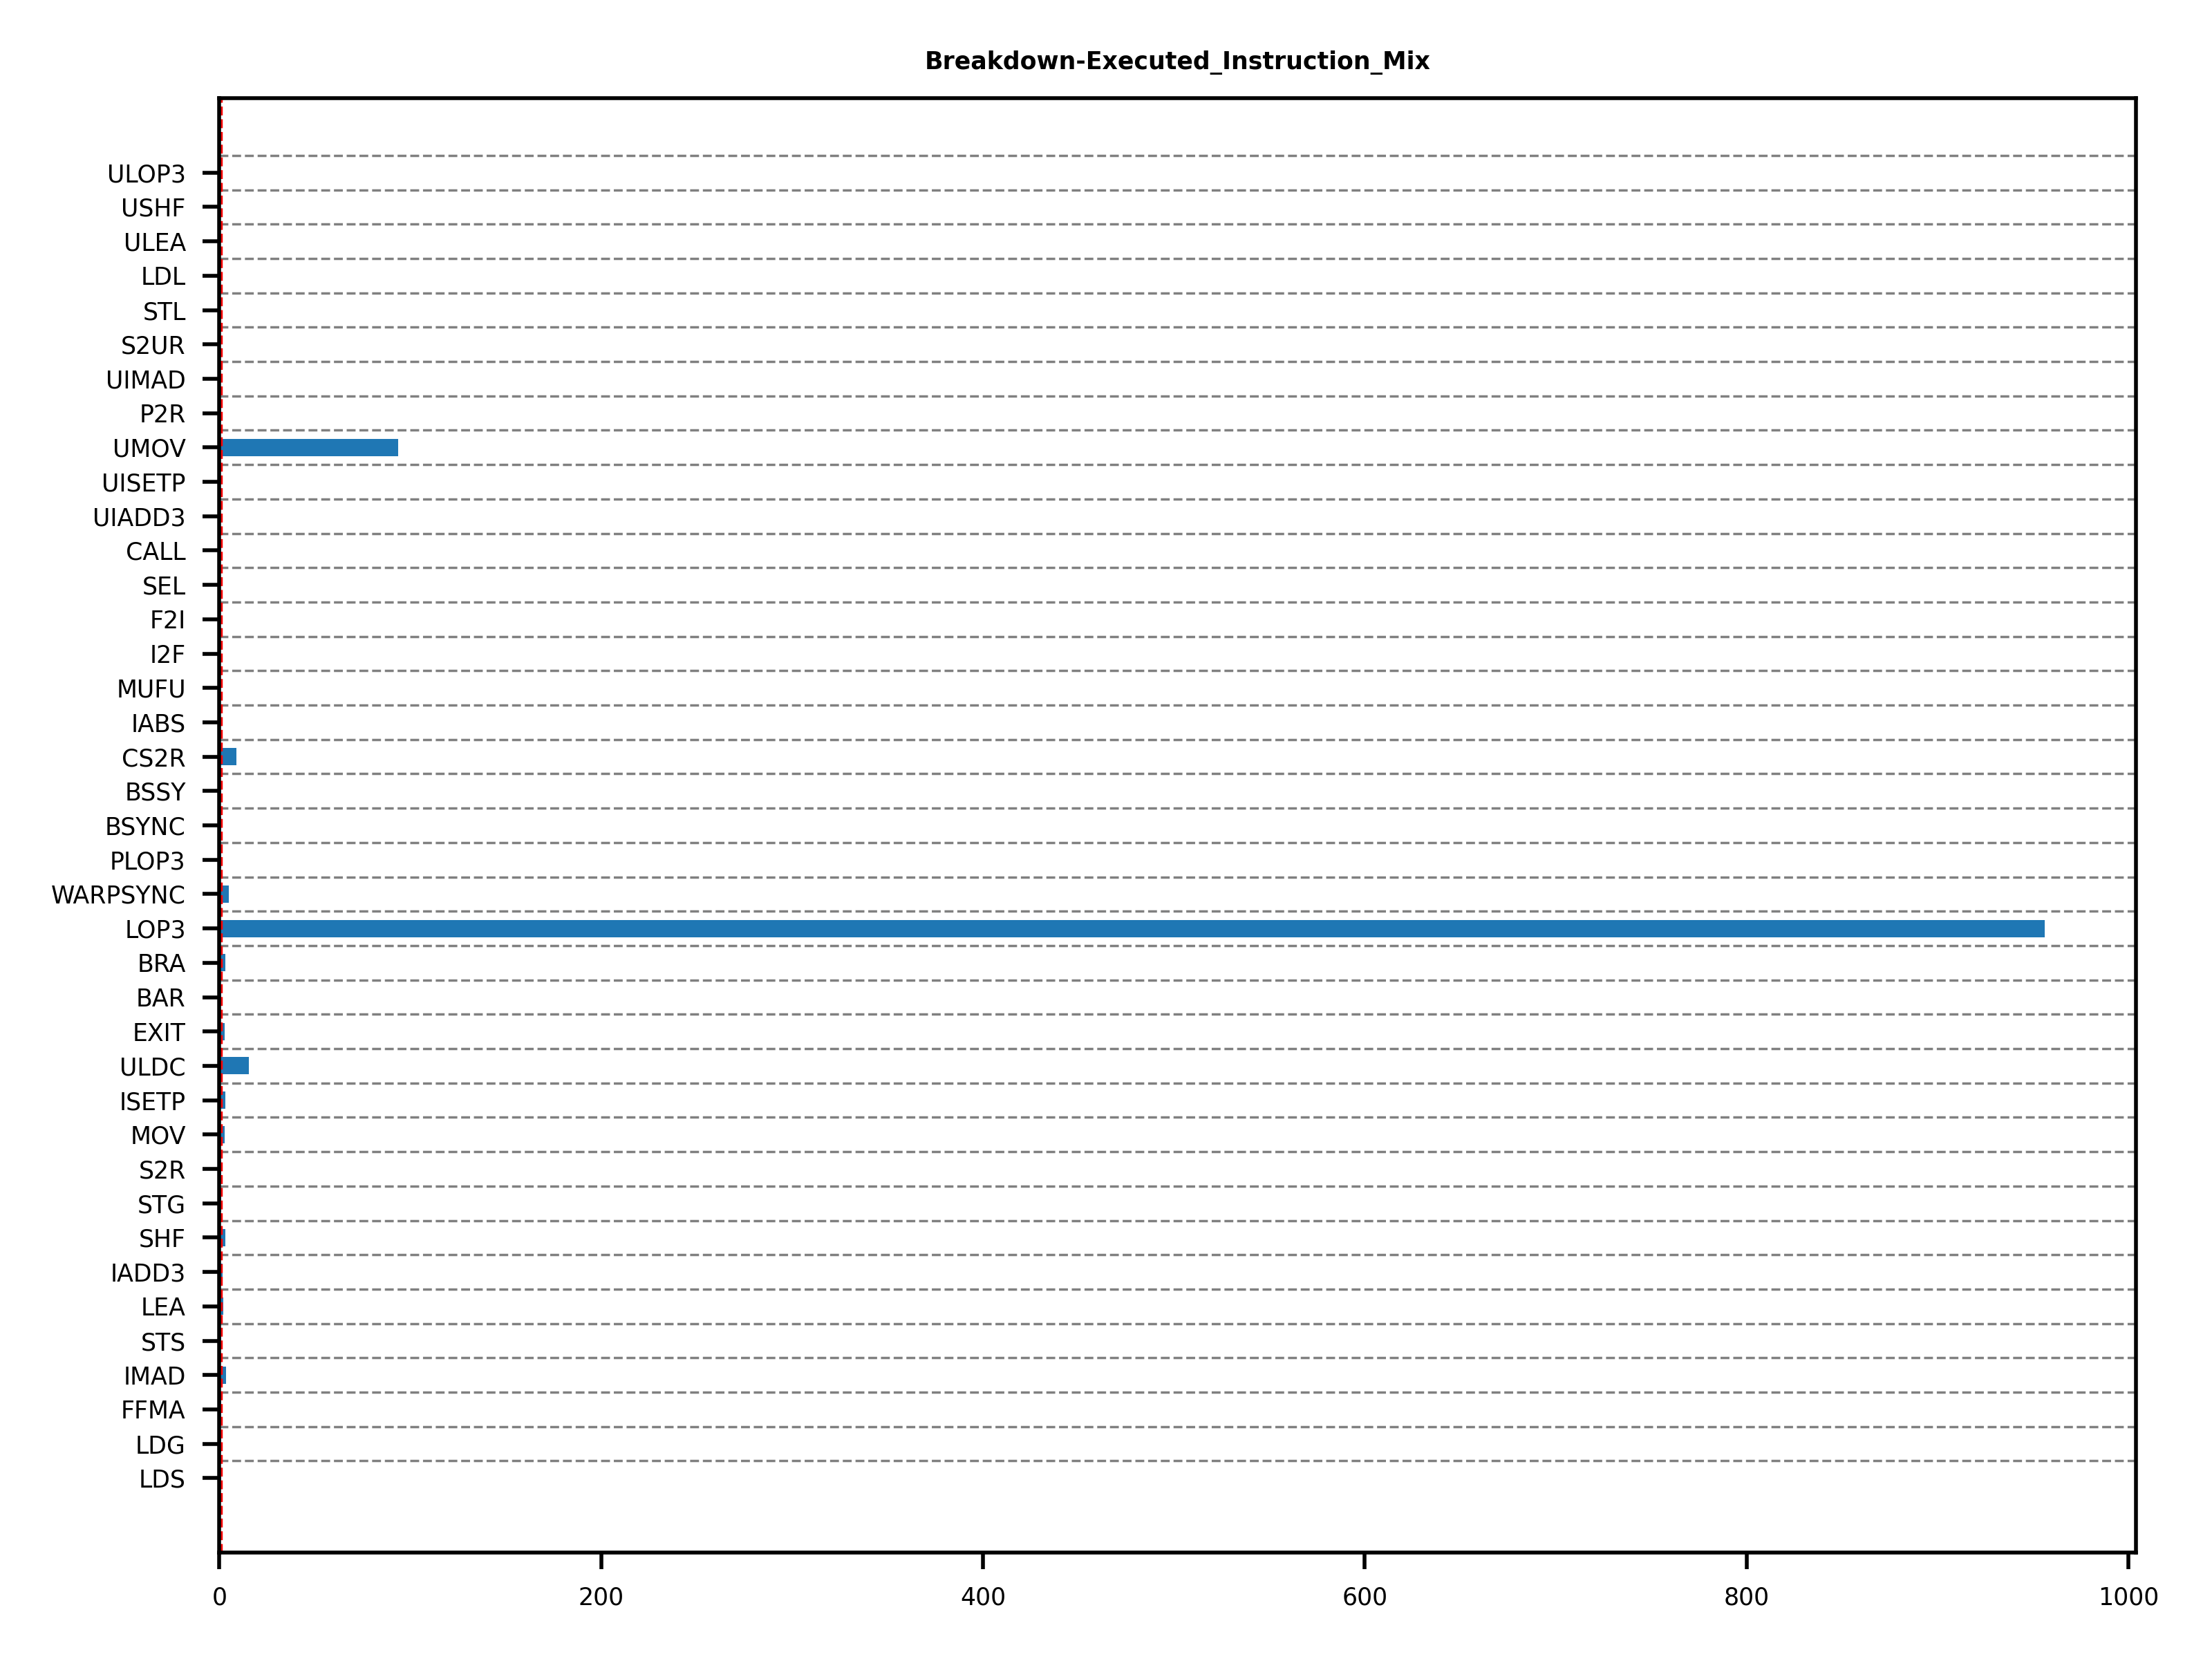 Breakdown-Executed_Instruction_Mix
ULOP3
USHF
ULEA
LDL
STL
S2UR
UIMAD
P2R
UMOV
UISETP
UIADD3
CALL
SEL
F2I
I2F
MUFU
IABS
CS2R
BSSY
BSYNC
PLOP3
WARPSYNC
LOP3
BRA
BAR
EXIT
ULDC
ISETP
MOV
S2R
STG
SHF
IADD3
LEA
STS
IMAD
FFMA
LDG
LDS
0 200 400 600 800 1000